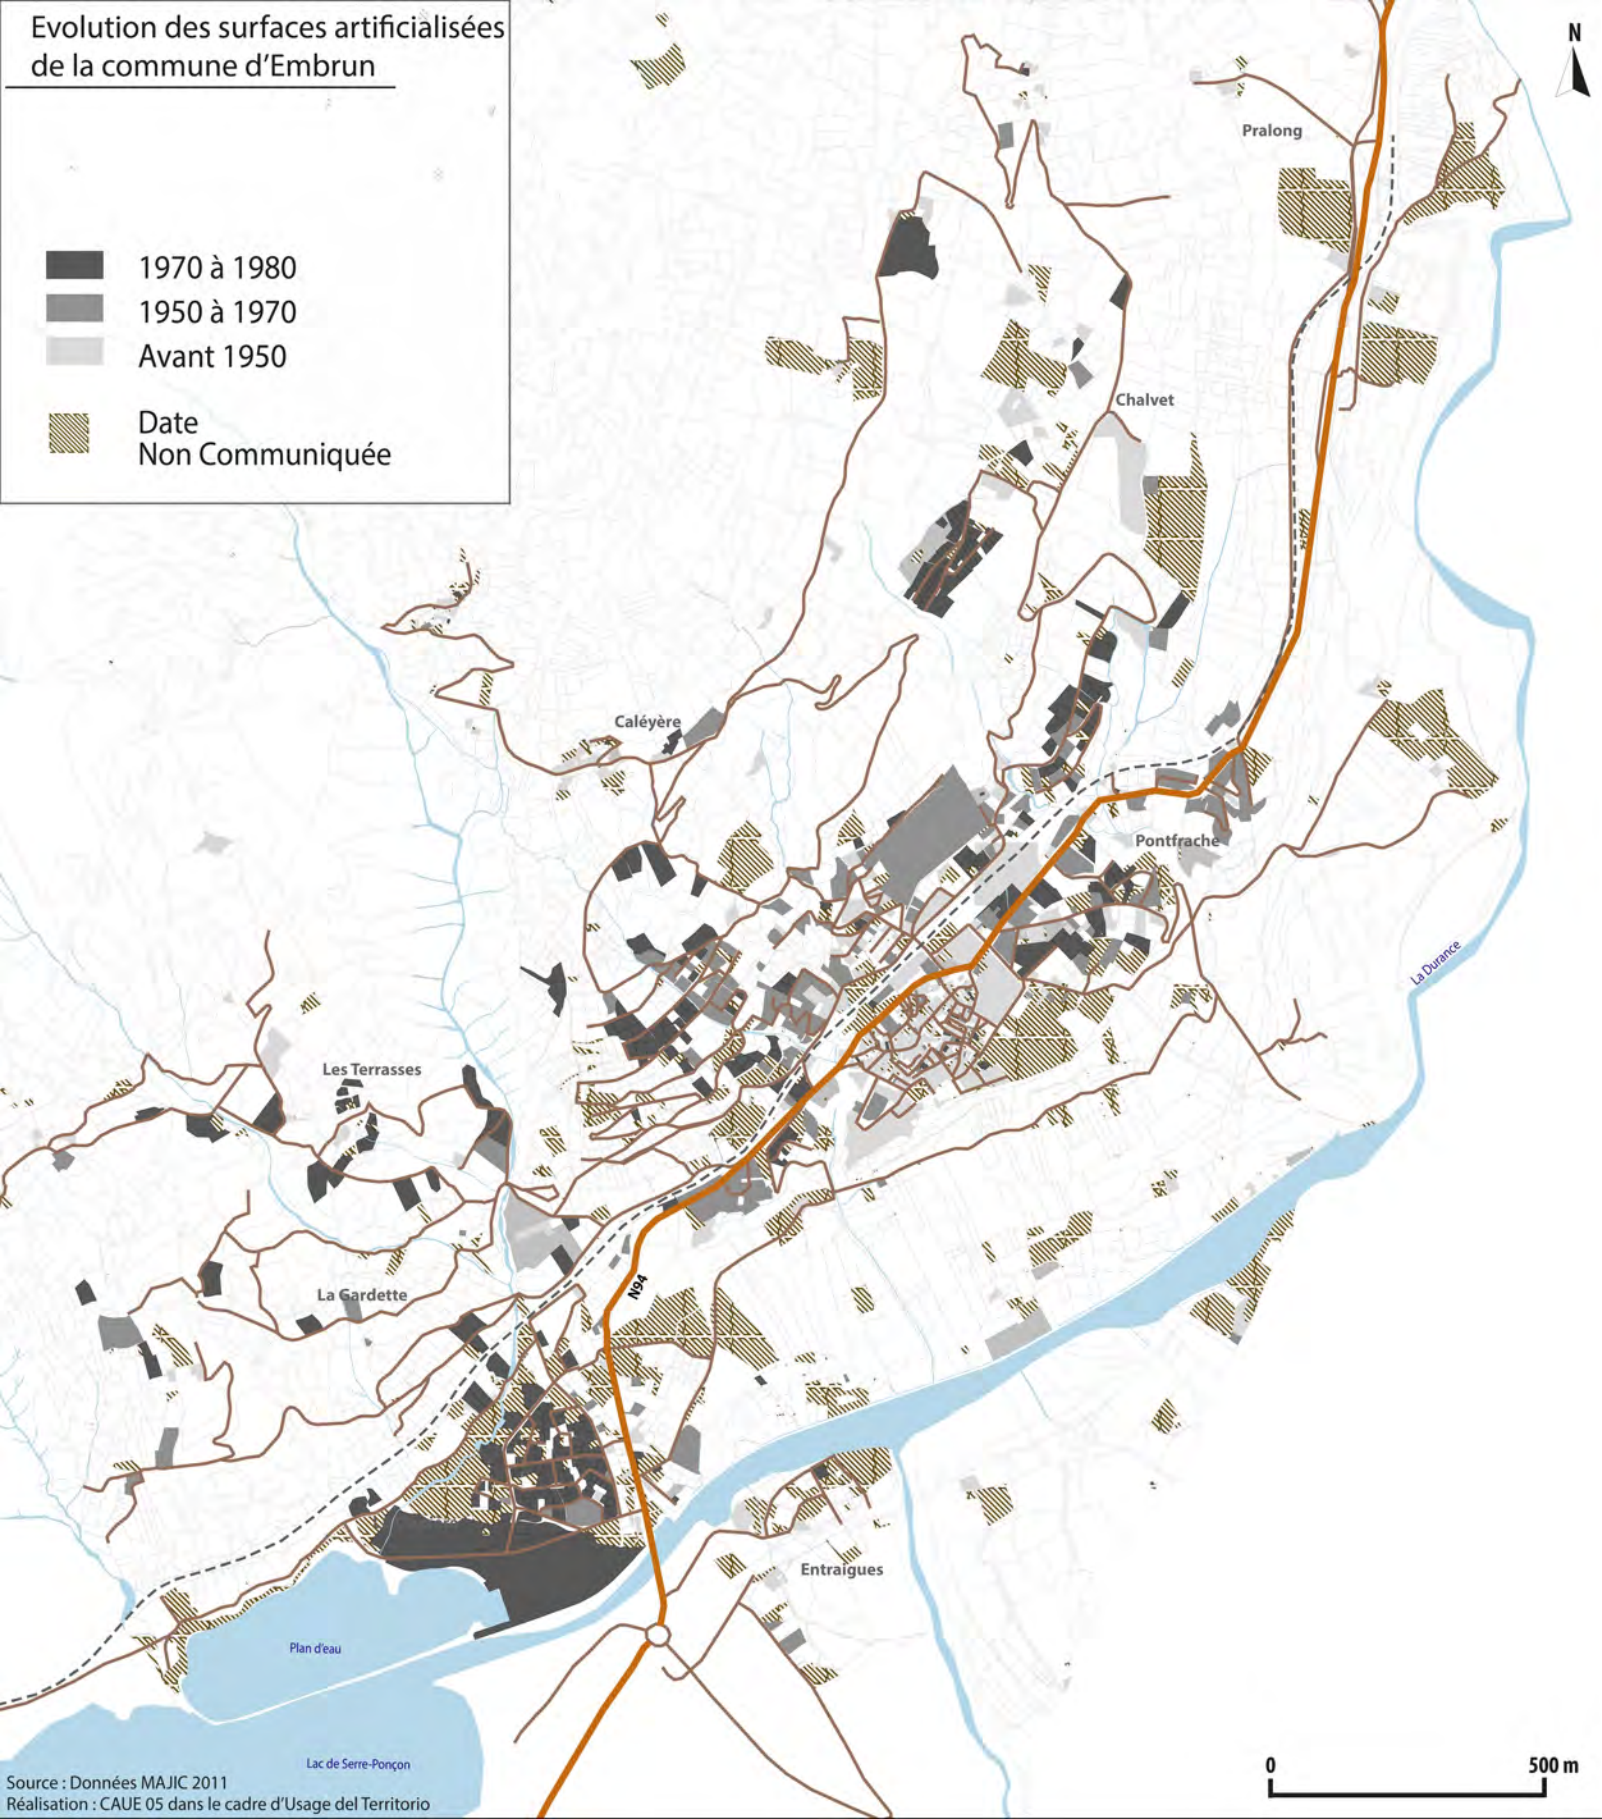 Evolution des surfaces artificialisées
de la commune d'Embrun
1970 à 1980
1950 à 1970
Avant 1950
Date
Non Communiquée
N
Pralong
Chalvet
Caléyère
Pontfrache
La Durance
Les Terrasses
La Gardette
N94
Entraigues
Plan d'eau
Lac de Serre-Ponçon
0 500 m
Source : Données MAJIC 2011
Réalisation : CAUE 05 dans le cadre d'Usage del Territorio